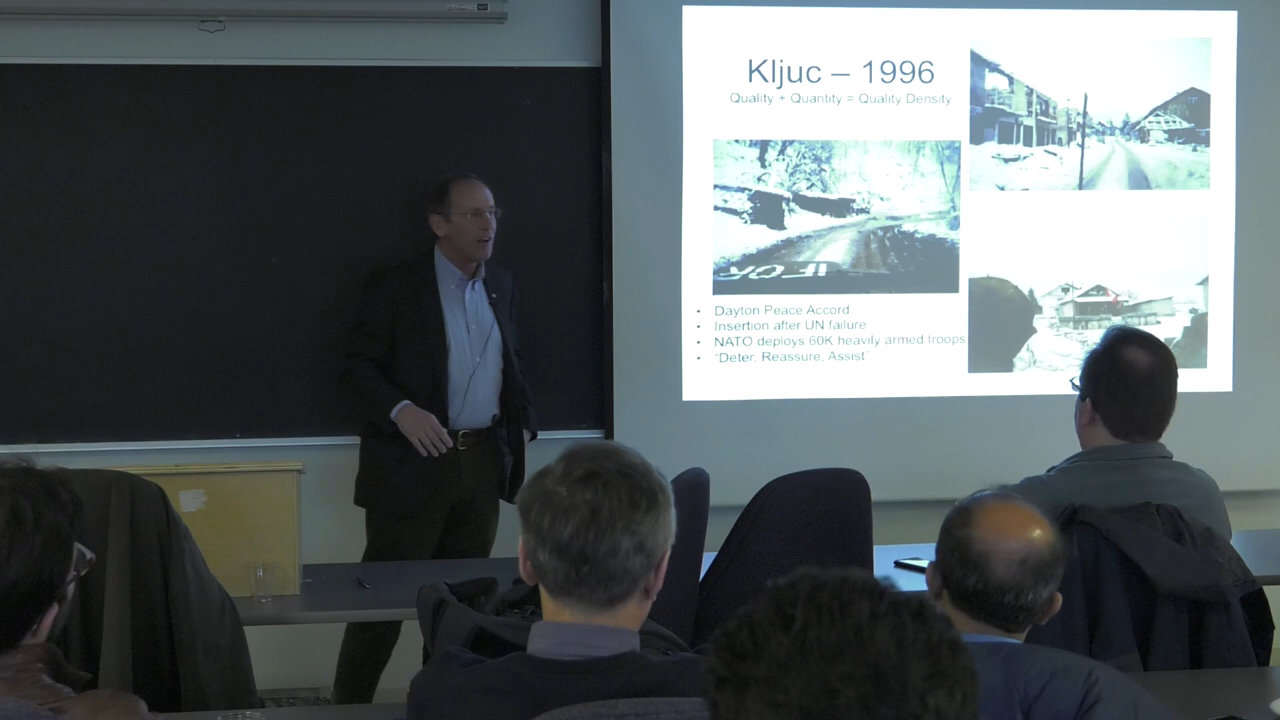 Kljuc – 1996
Quality + Quantity = Quality Density
IFOR
• Dayton Peace Accord
• Insertion after UN failure
• NATO deploys 60K heavily armed troops
• “Deter, Reassure, Assist”